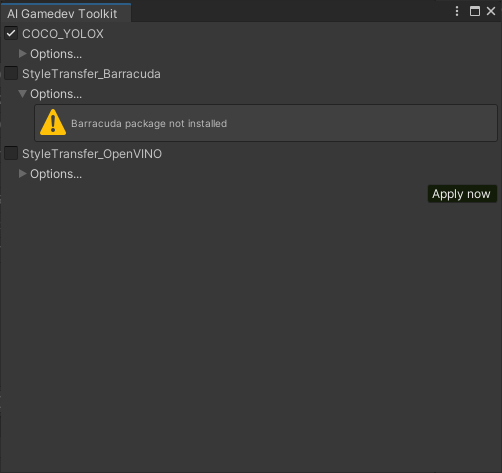 AI Gamedev Toolkit
COCO_YOLOX
Options...
StyleTransfer_Barracuda
Options...
Barracuda package not installed
StyleTransfer_OpenVINO
Options...
Apply now